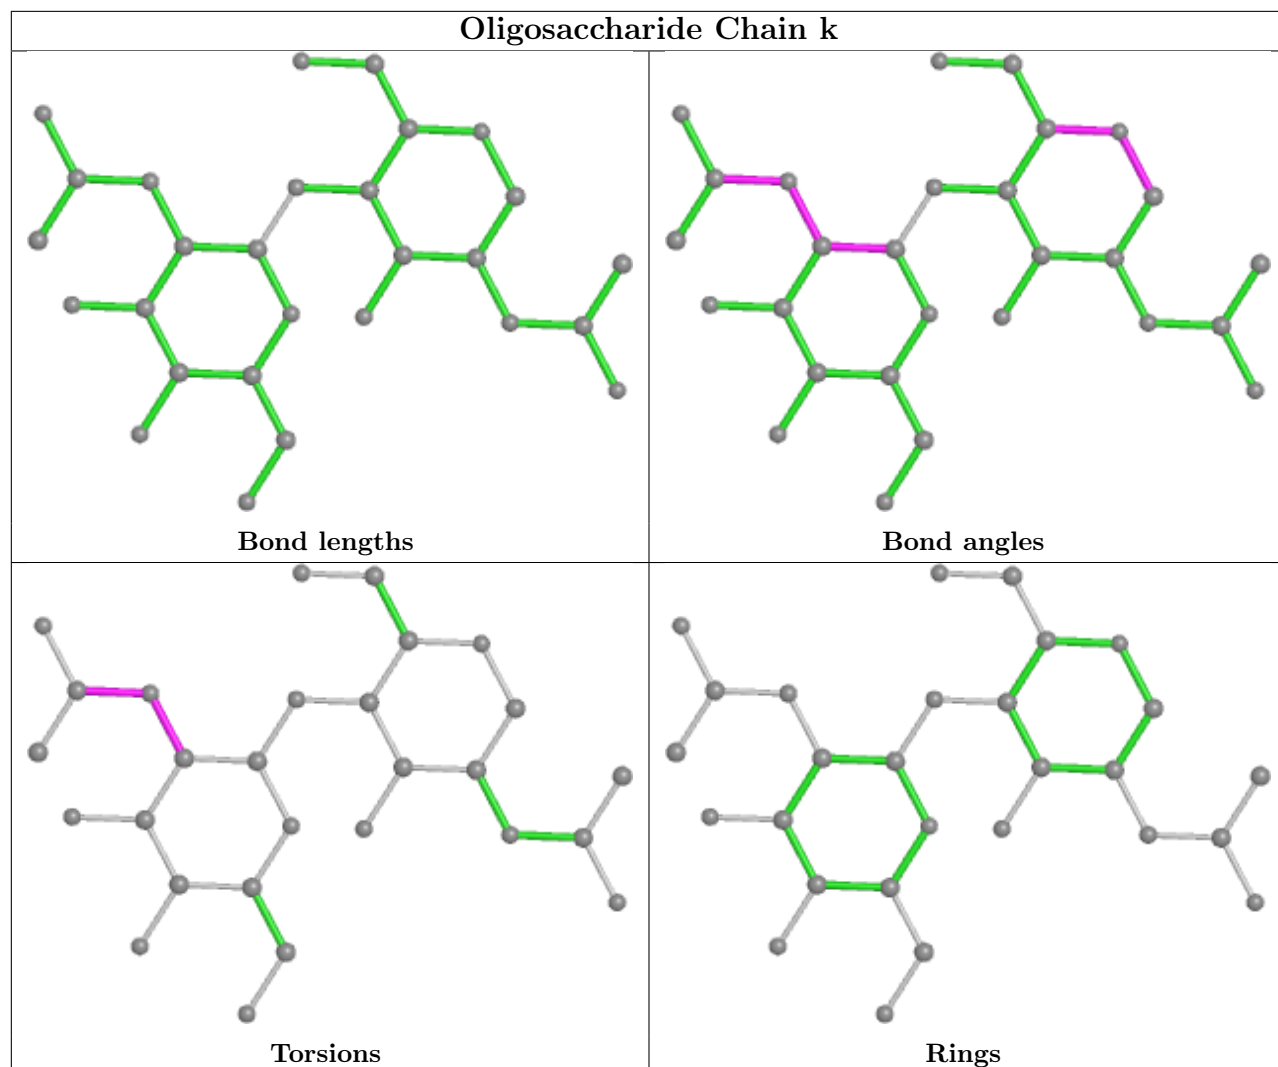 Oligosaccharide Chain k
Bond lengths
Bond angles
Torsions
Rings